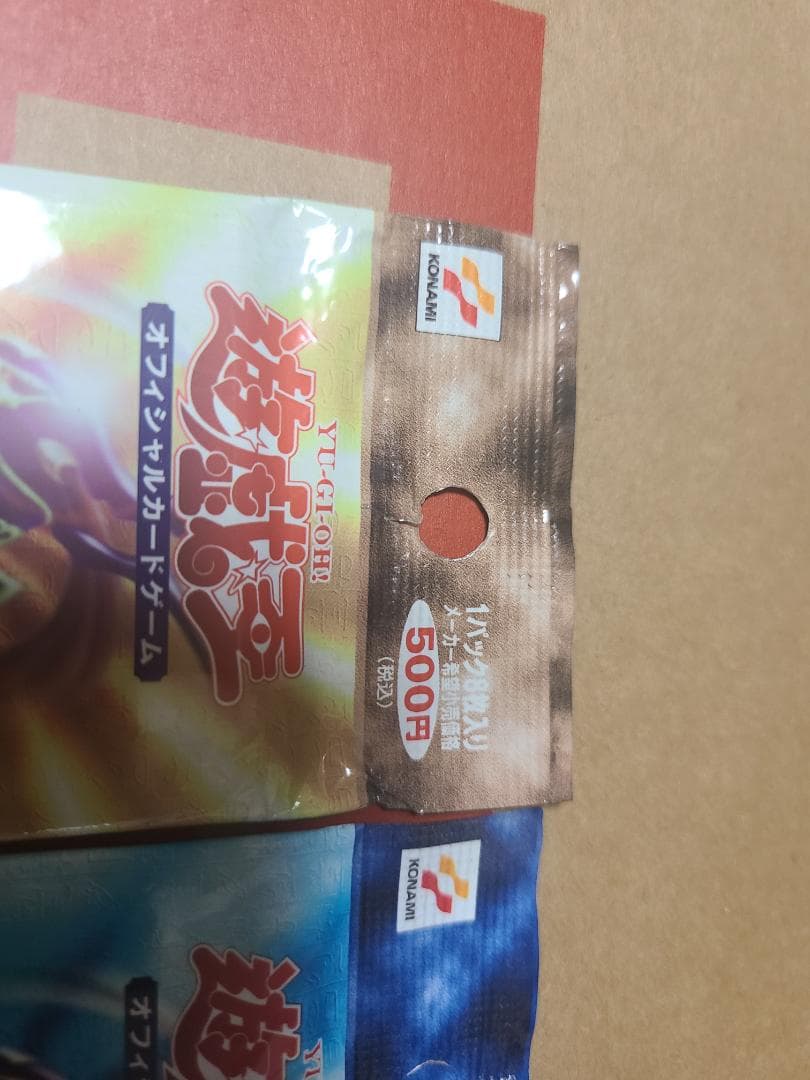 KONAMI
1パック8枚入り
メーカー希望小売価格
500円
(税込)
YU-GI-OH!
遊戯王
オフィシャルカードゲーム
KONAMI
遊
オフィ